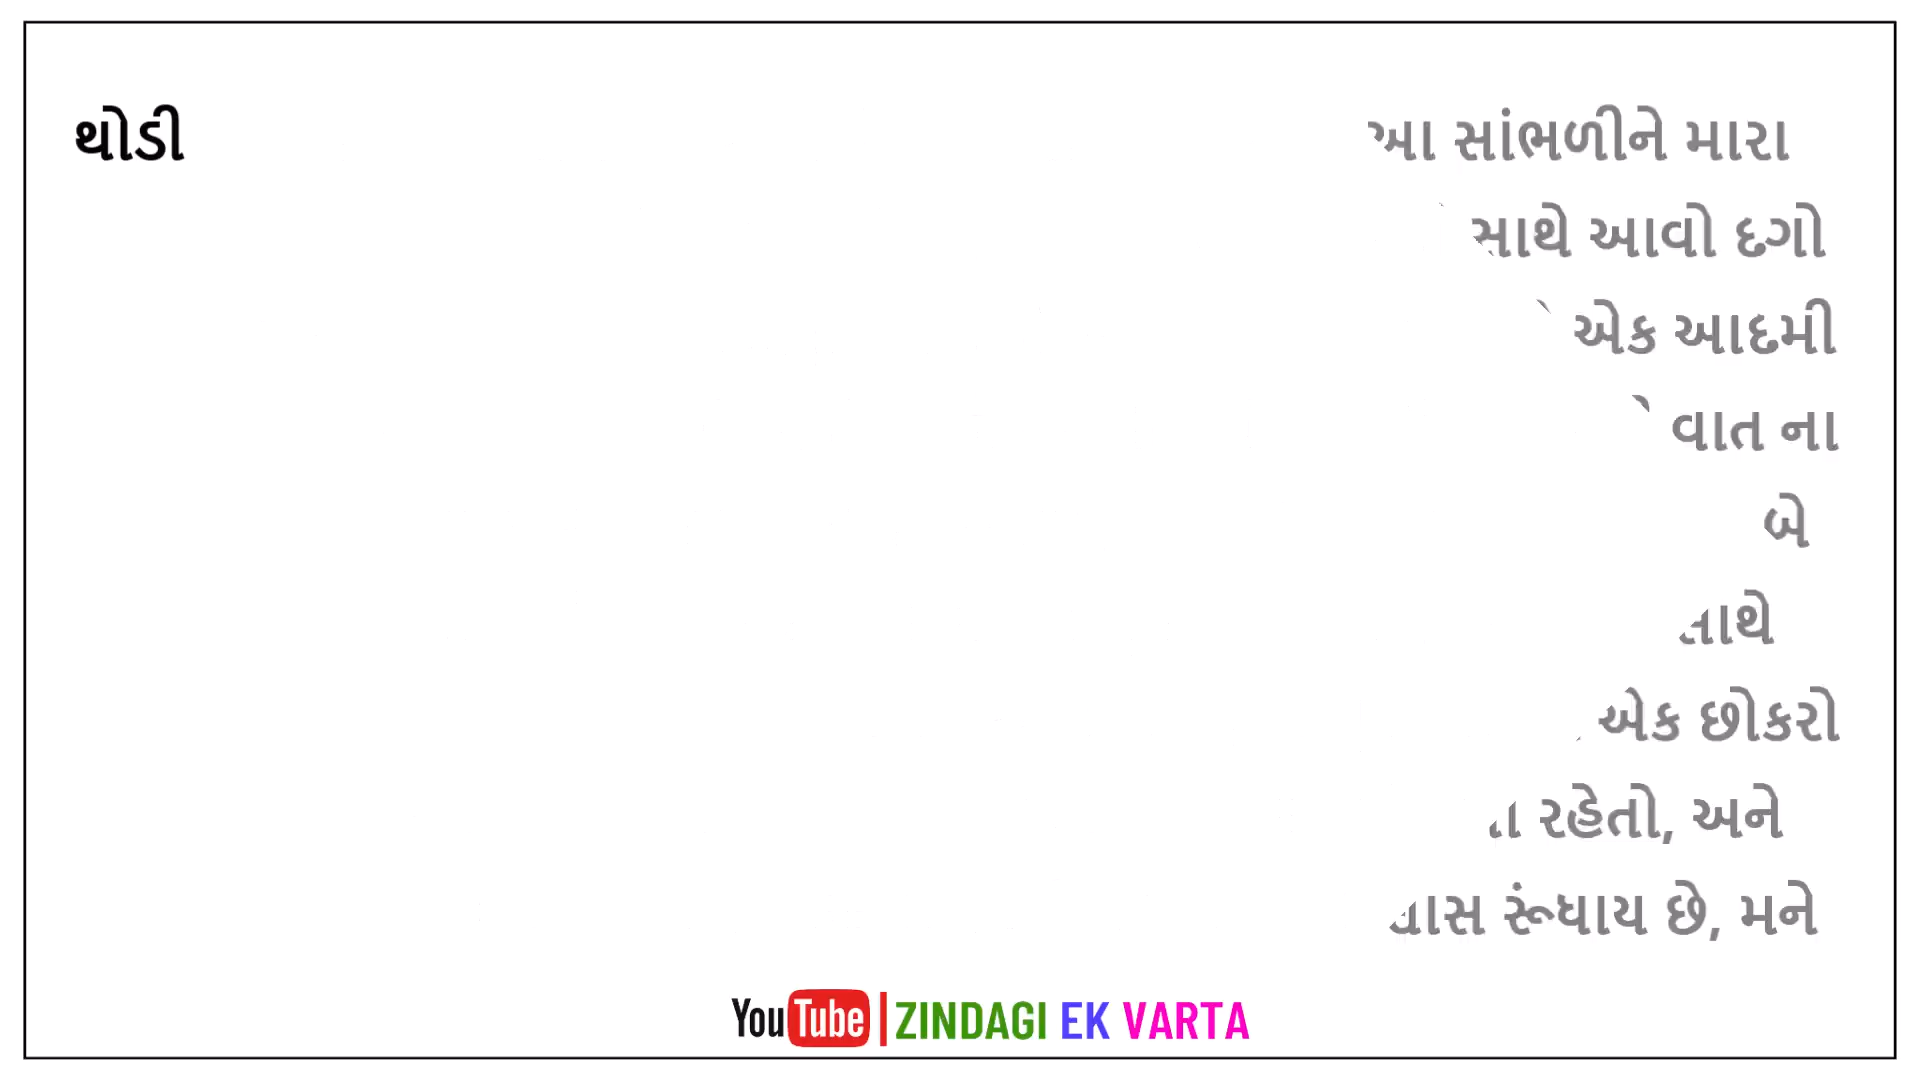 થોડી આ સાંભળીને મારા
સાથે આવો દગો
એક આદમી
વાત ના
બે
સાથે
એક છોકરો
રહેતો, અને
રૂંધાય છે, મને
YouTube | ZINDAGI EK VARTA